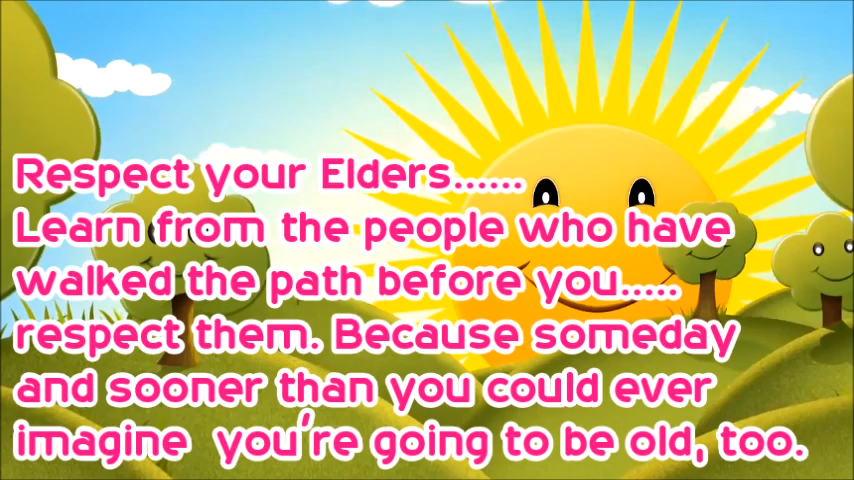 Respect your Elders......
Learn from the people who have
walked the path before you.....
respect them. Because someday
and sooner than you could ever
imagine  you're going to be old, too.